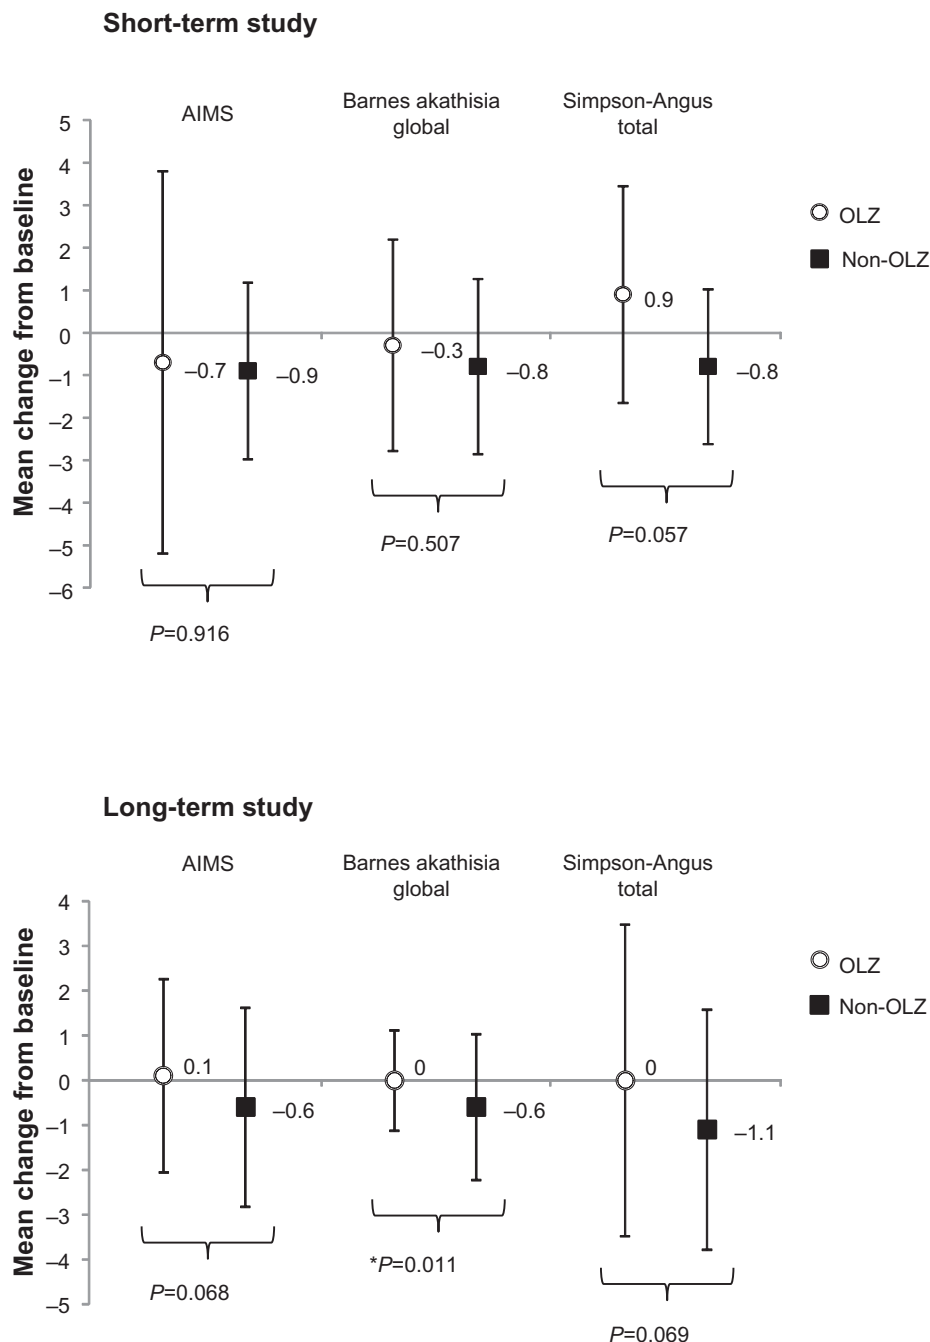 Short-term study
AIMS
Barnes akathisia
global
Simpson-Angus
total
5
4
3
2
1
0
–1
–2
–3
–4
–5
–6
Mean change from baseline
–0.7
–0.9
–0.3
–0.8
0.9
–0.8
P=0.916
P=0.507
P=0.057
OLZ
Non-OLZ
Long-term study
AIMS
Barnes akathisia
global
Simpson-Angus
total
4
3
2
1
0
–1
–2
–3
–4
–5
Mean change from baseline
0.1
–0.6
0
–0.6
0
–1.1
P=0.068
*P=0.011
P=0.069
OLZ
Non-OLZ